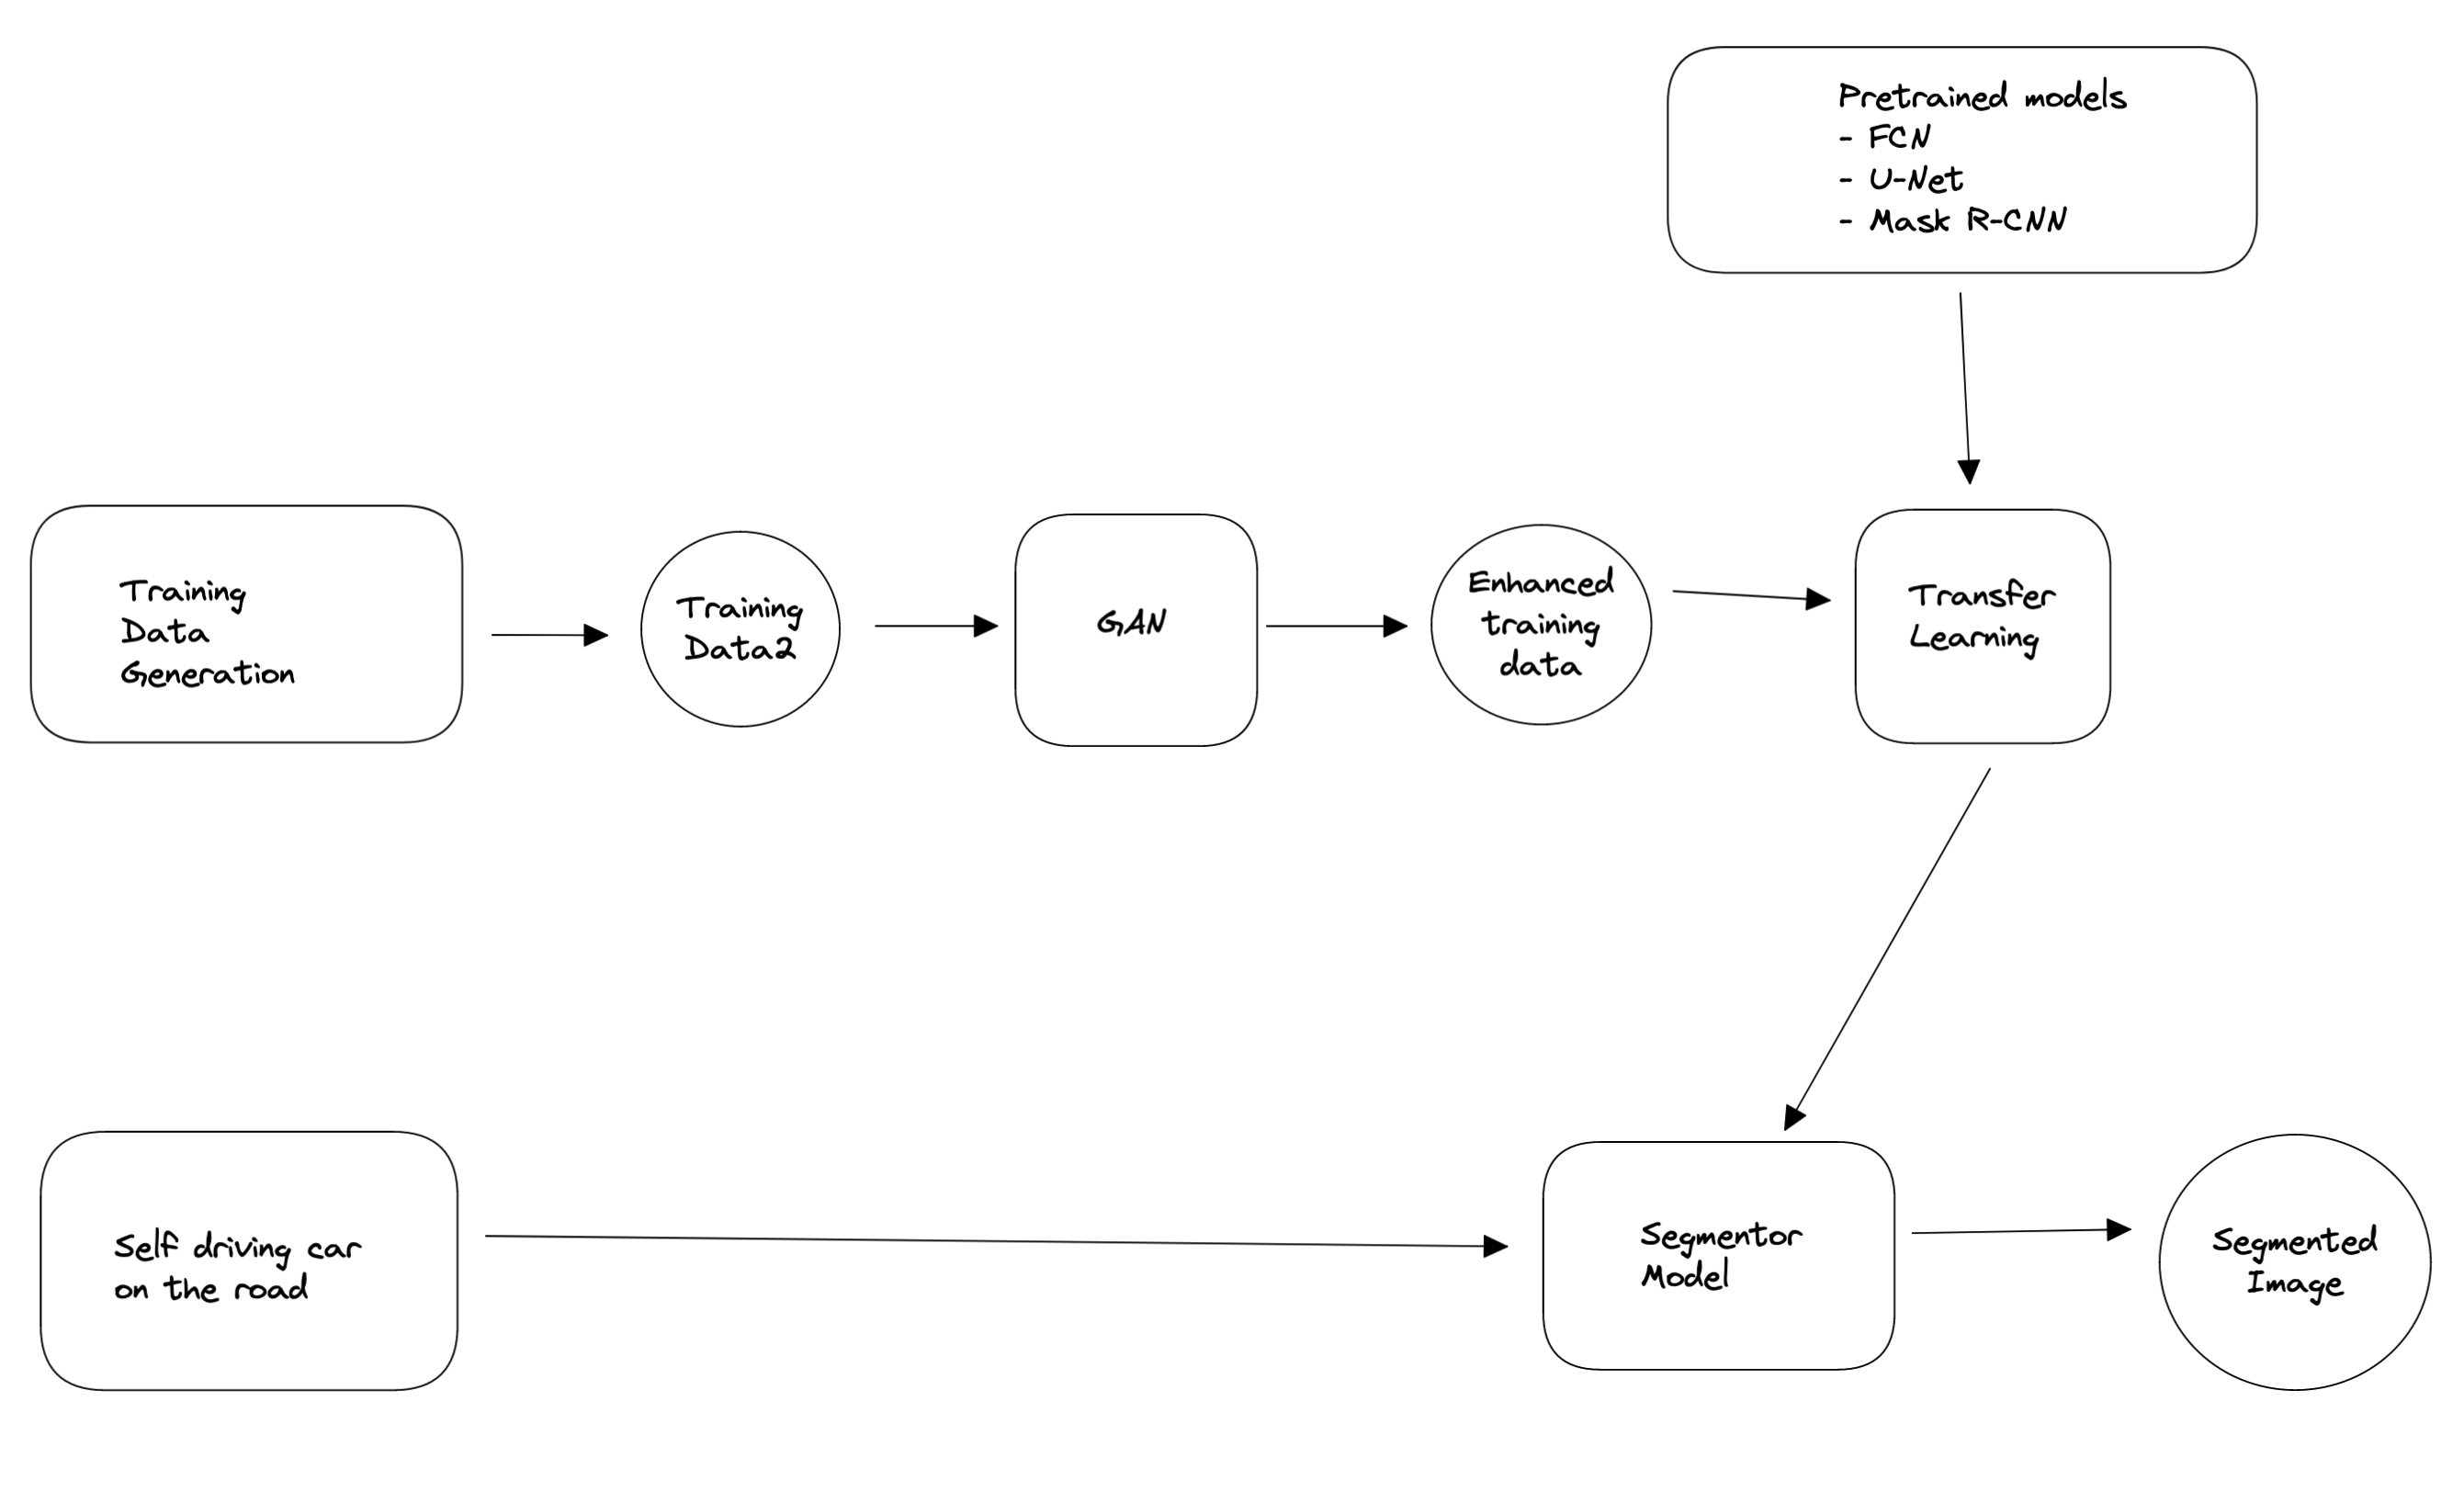 Pretrained models
- FCN
- U-Net
- Mask R-CNN
Training
Data
Generation
Training
Data2
GAN
Enhanced
training
data
Transfer
Learning
Self driving car
on the road
Segmentor
Model
Segmented
Image